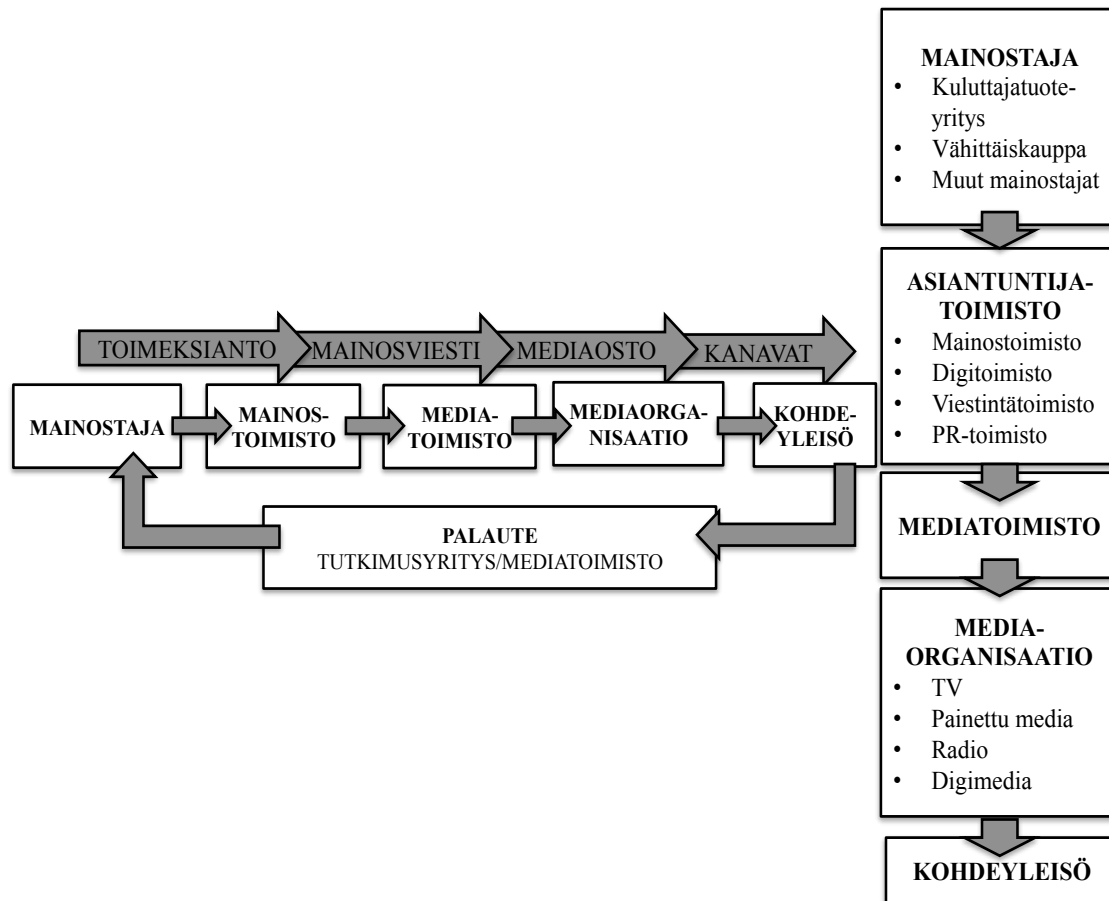 TOIMEKSIANTO
MAINOSVIESTI
MEDIAOSTO
KANAVAT
MAINOSTAJA
MAINOS-
TOIMISTO
MEDIA-
TOIMISTO
MEDIAORGA-
NISAATIO
KOHDE-
YLEISÖ
PALAUTE
TUTKIMUSYRITYS/MEDIATOIMISTO
MAINOSTAJA
• Kuluttajatuote-
yritys
• Vähittäiskauppa
• Muut mainostajat
ASIANTUNTIJA-
TOIMISTO
• Mainostoimisto
• Digitoimisto
• Viestintätoimisto
• PR-toimisto
MEDIATOIMISTO
MEDIA-
ORGANISAATIO
• TV
• Painettu media
• Radio
• Digimedia
KOHDEYLEISÖ